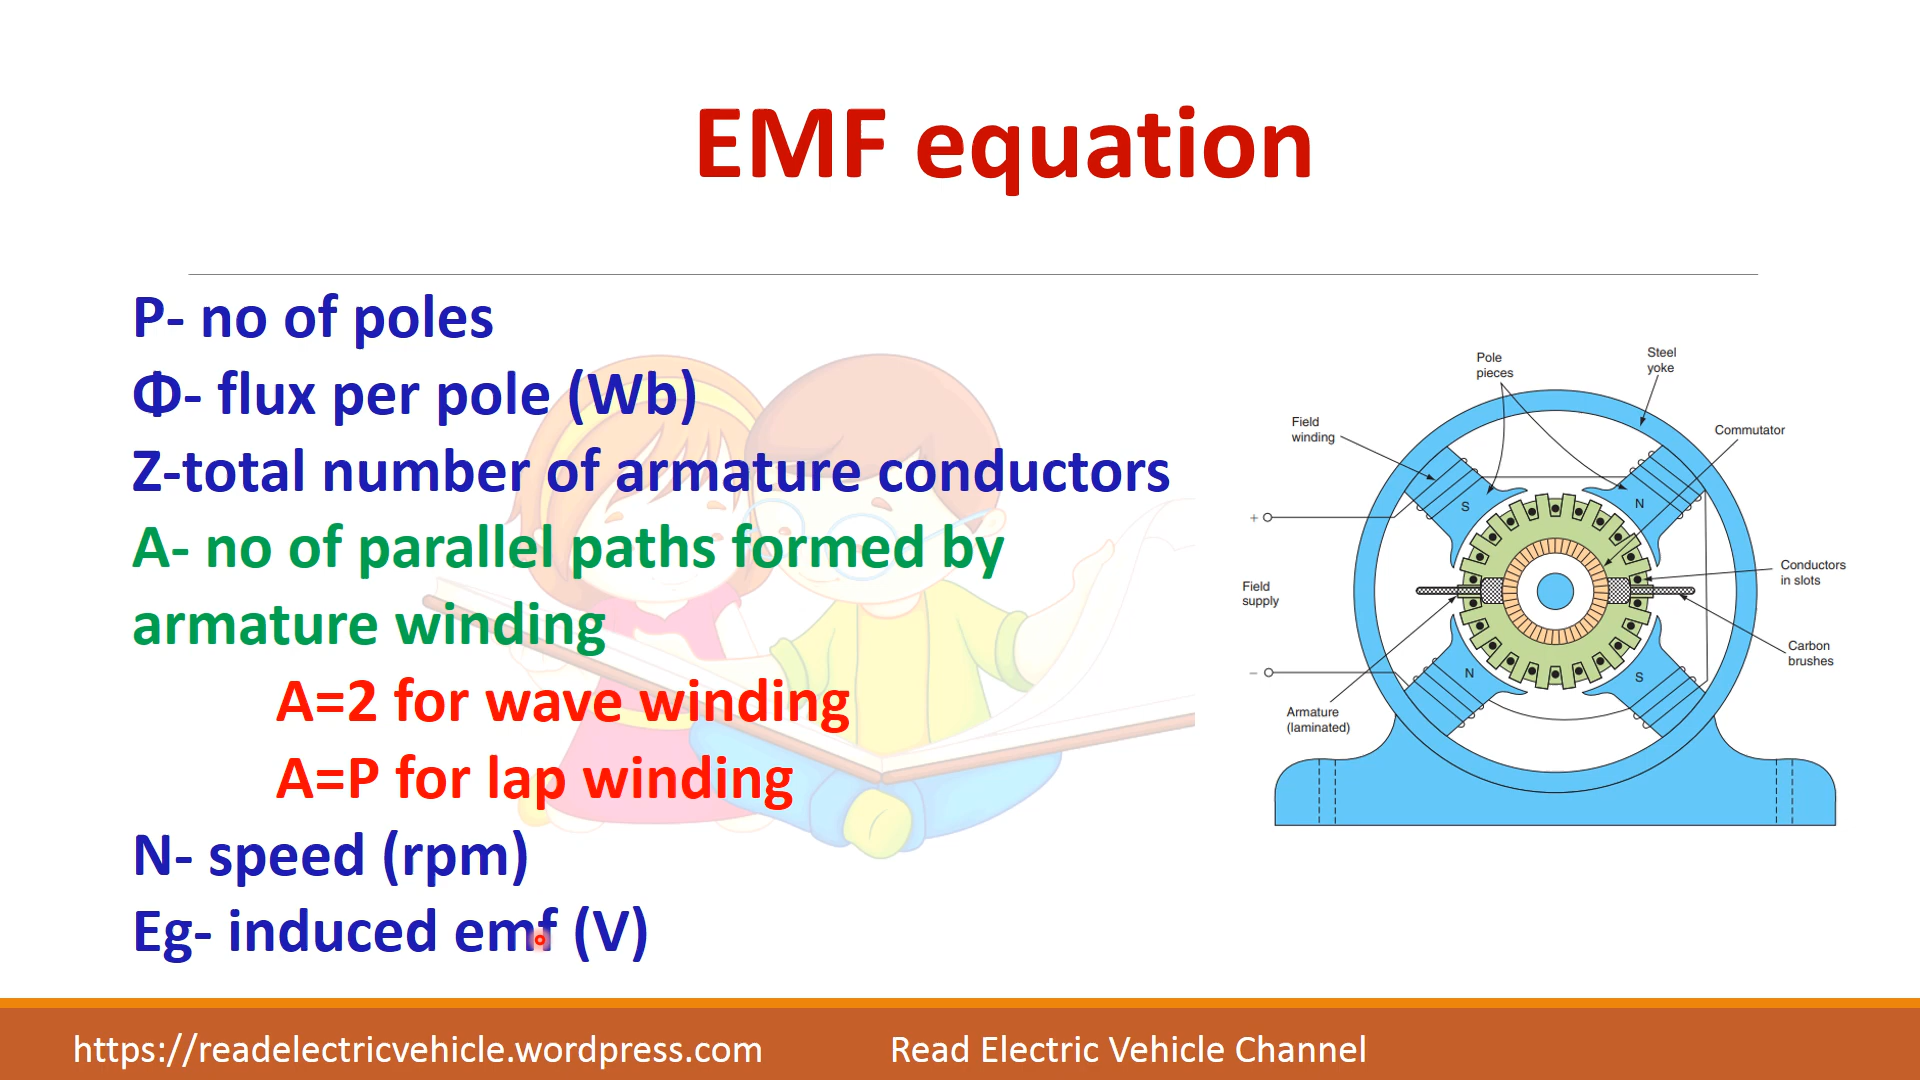 EMF equation
P- no of poles
Φ- flux per pole (Wb)
Z-total number of armature conductors
A- no of parallel paths formed by
armature winding
A=2 for wave winding
A=P for lap winding
N- speed (rpm)
Eg- induced emf (V)
Pole
pieces
Steel
yoke
Field
winding
Commutator
S
N
+
Conductors
in slots
Field
supply
Carbon
brushes
−
N
S
Armature
(laminated)
https://readelectricvehicle.wordpress.com
Read Electric Vehicle Channel